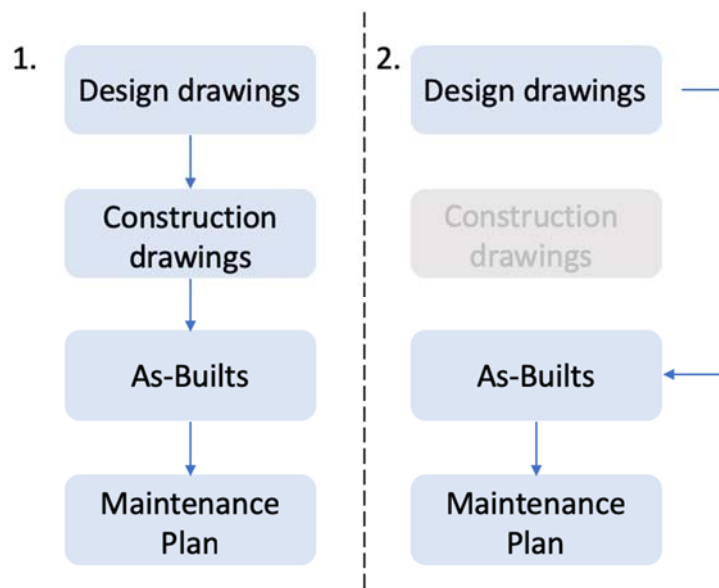 1.
Design drawings
Construction
drawings
As-Builts
Maintenance
Plan
2.
Design drawings
Construction
drawings
As-Builts
Maintenance
Plan